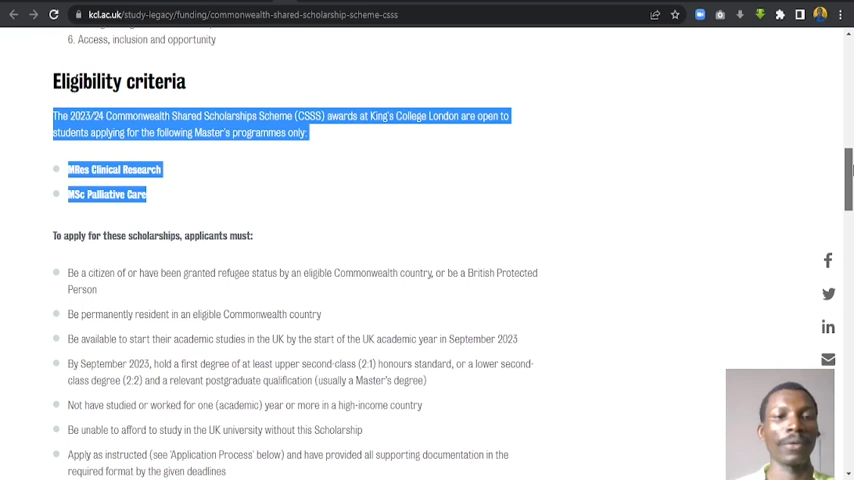 kcl.ac.uk/study-legacy/funding/commonwealth-shared-scholarship-scheme-csss
6. Access, inclusion and opportunity
Eligibility criteria
The 2023/24 Commonwealth Shared Scholarships Scheme (CSSS) awards at King's College London are open to
students applying for the following Master's programmes only:
MRes Clinical Research
MSc Palliative Care
To apply for these scholarships, applicants must:
Be a citizen of or have been granted refugee status by an eligible Commonwealth country, or be a British Protected
Person
Be permanently resident in an eligible Commonwealth country
Be available to start their academic studies in the UK by the start of the UK academic year in September 2023
By September 2023, hold a first degree of at least upper second-class (2:1) honours standard, or a lower second-
class degree (2:2) and a relevant postgraduate qualification (usually a Master's degree)
Not have studied or worked for one (academic) year or more in a high-income country
Be unable to afford to study in the UK university without this Scholarship
Apply as instructed (see 'Application Process' below) and have provided all supporting documentation in the
required format by the given deadlines